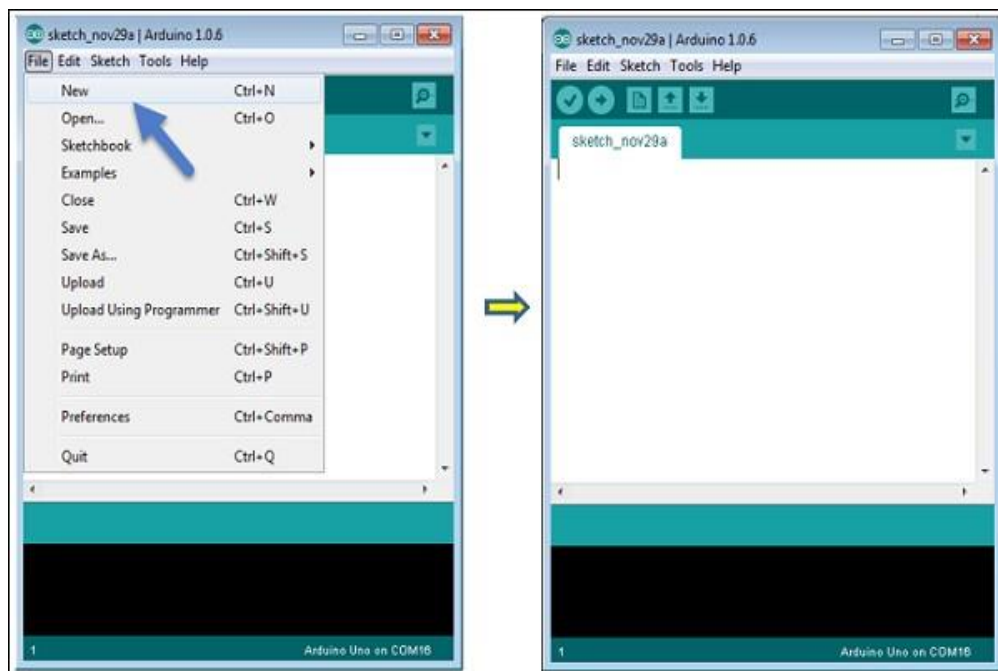 sketch_nov29a | Arduino 1.0.6
File Edit Sketch Tools Help
New Ctrl+N
Open... Ctrl+O
Sketchbook
Examples
Close Ctrl+W
Save Ctrl+S
Save As... Ctrl+Shift+S
Upload Ctrl+U
Upload Using Programmer Ctrl+Shift+U
Page Setup Ctrl+Shift+P
Print Ctrl+P
Preferences Ctrl+Comma
Quit Ctrl+Q
1 Arduino Uno on COM16
sketch_nov29a | Arduino 1.0.6
File Edit Sketch Tools Help
sketch_nov29a
1 Arduino Uno on COM16